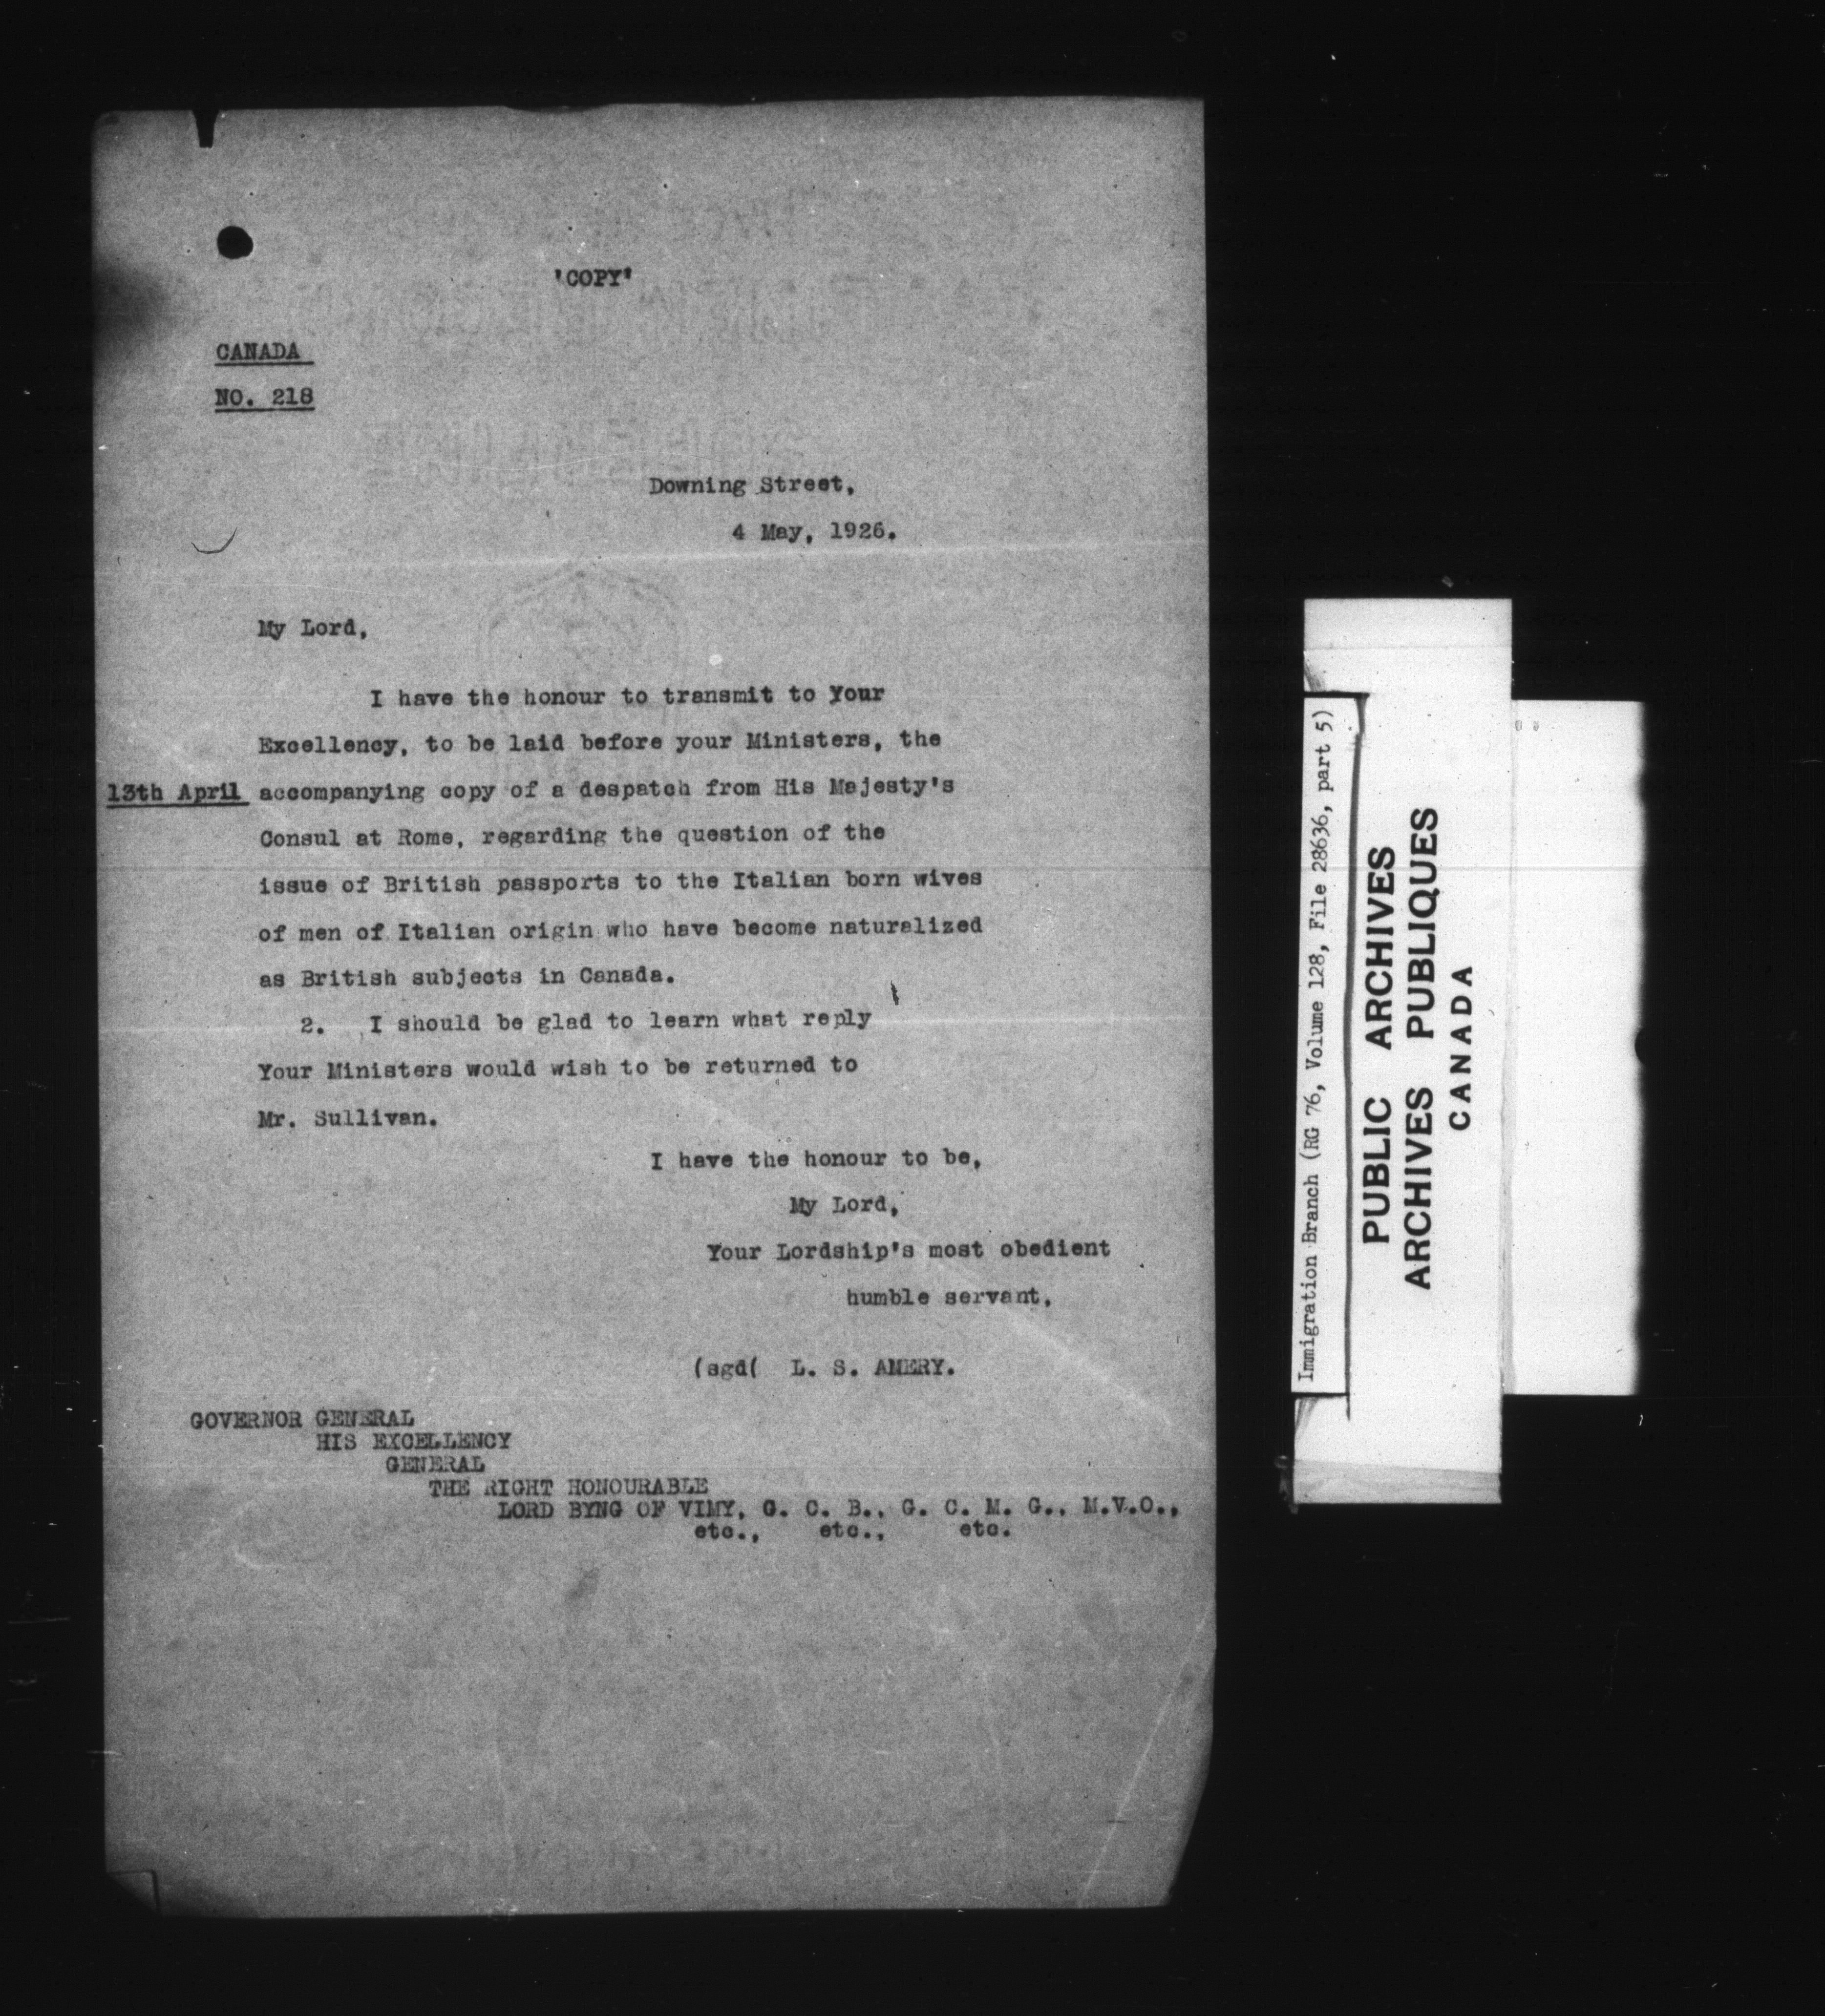 'COPY'
CANADA
NO. 218
Downing Street,
4 May, 1926.
My Lord,
I have the honour to transmit to Your
Excellency, to be laid before your Ministers, the
13th April accompanying copy of a despatch from His Majesty's
Consul at Rome, regarding the question of the
issue of British passports to the Italian born wives
of men of Italian origin who have become naturalized
as British subjects in Canada.
2. I should be glad to learn what reply
Your Ministers would wish to be returned to
Mr. Sullivan.
I have the honour to be,
My Lord,
Your Lordship's most obedient
humble servant,
(sgd( L. S. AMERY.
GOVERNOR GENERAL
HIS EXCELLENCY
GENERAL
THE RIGHT HONOURABLE
LORD BYNG OF VIMY, G. C. B., G. C. M. G., M.V.O.,
etc., etc., etc.
Immigration Branch (RG 76, Volume 128, File 28636, part 5)
PUBLIC ARCHIVES
ARCHIVES PUBLIQUES
CANADA